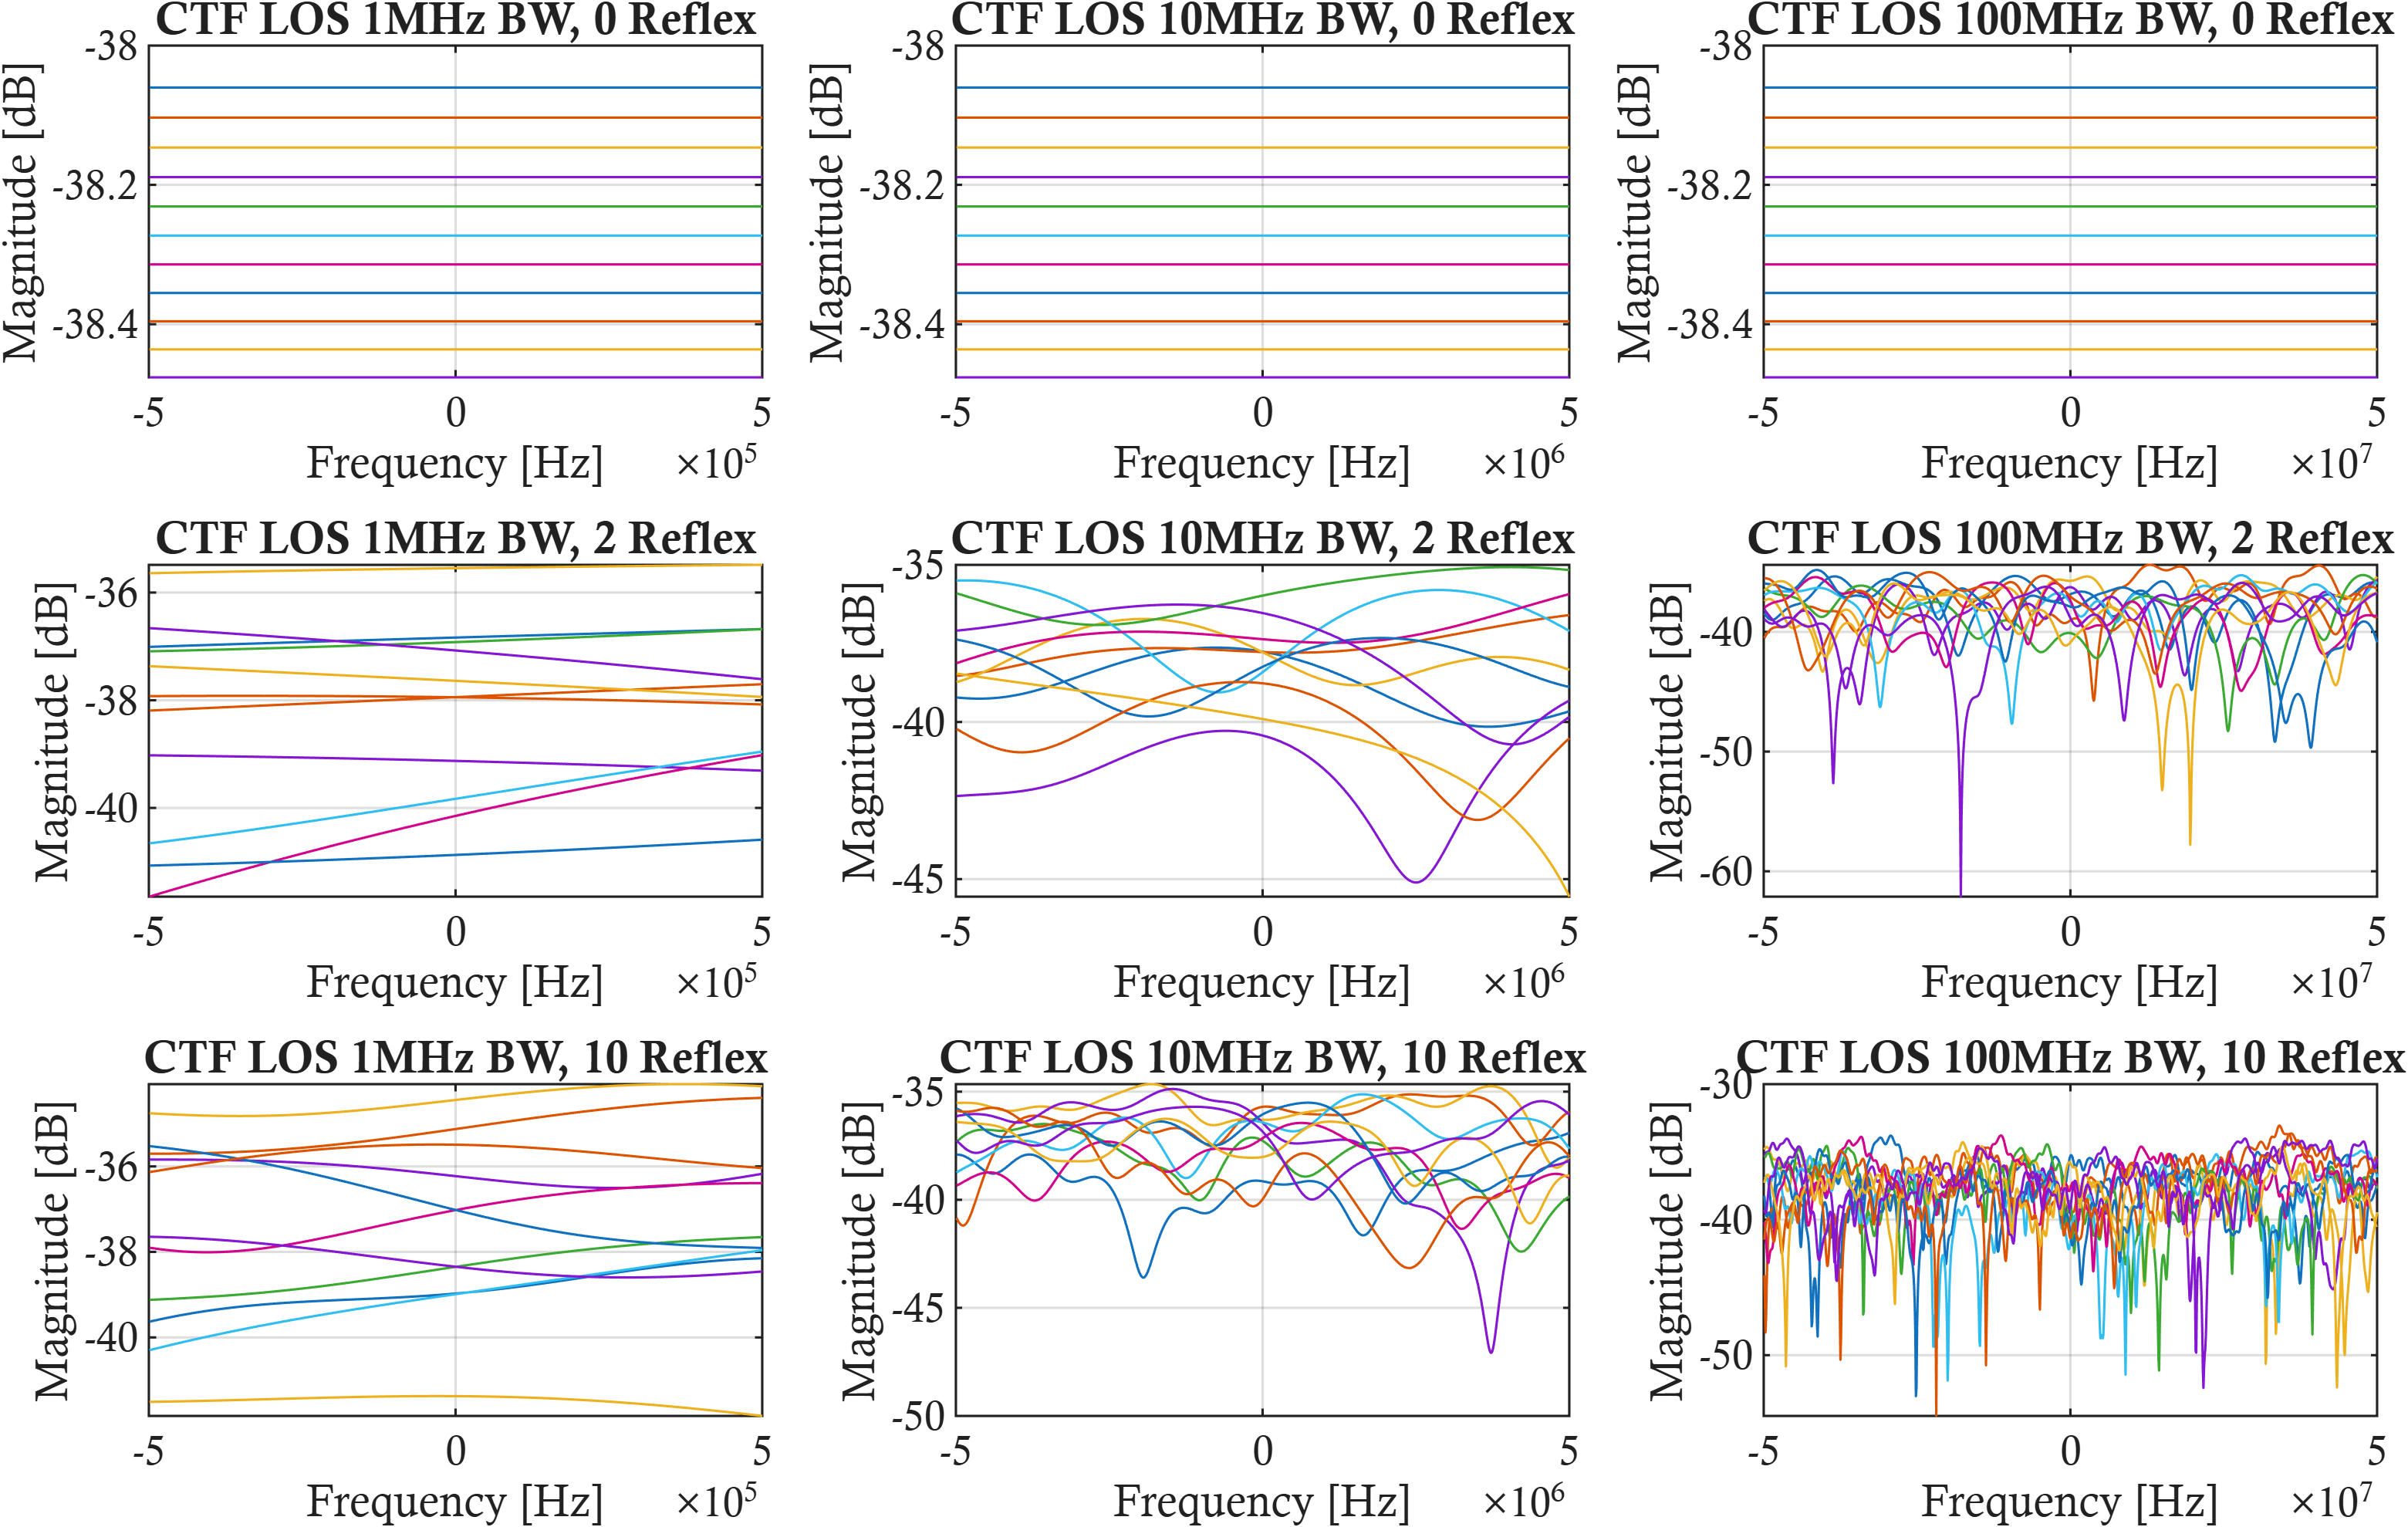 CTF LOS 1MHz BW, 0 Reflex
Magnitude [dB]
-38
-38.2
-38.4
-5 0 5
Frequency [Hz] ×10⁵
CTF LOS 10MHz BW, 0 Reflex
Magnitude [dB]
-38
-38.2
-38.4
-5 0 5
Frequency [Hz] ×10⁶
CTF LOS 100MHz BW, 0 Reflex
Magnitude [dB]
-38
-38.2
-38.4
-5 0 5
Frequency [Hz] ×10⁷
CTF LOS 1MHz BW, 2 Reflex
Magnitude [dB]
-36
-38
-40
-5 0 5
Frequency [Hz] ×10⁵
CTF LOS 10MHz BW, 2 Reflex
Magnitude [dB]
-35
-40
-45
-5 0 5
Frequency [Hz] ×10⁶
CTF LOS 100MHz BW, 2 Reflex
Magnitude [dB]
-40
-50
-60
-5 0 5
Frequency [Hz] ×10⁷
CTF LOS 1MHz BW, 10 Reflex
Magnitude [dB]
-36
-38
-40
-5 0 5
Frequency [Hz] ×10⁵
CTF LOS 10MHz BW, 10 Reflex
Magnitude [dB]
-35
-40
-45
-50
-5 0 5
Frequency [Hz] ×10⁶
CTF LOS 100MHz BW, 10 Reflex
Magnitude [dB]
-30
-40
-50
-5 0 5
Frequency [Hz] ×10⁷